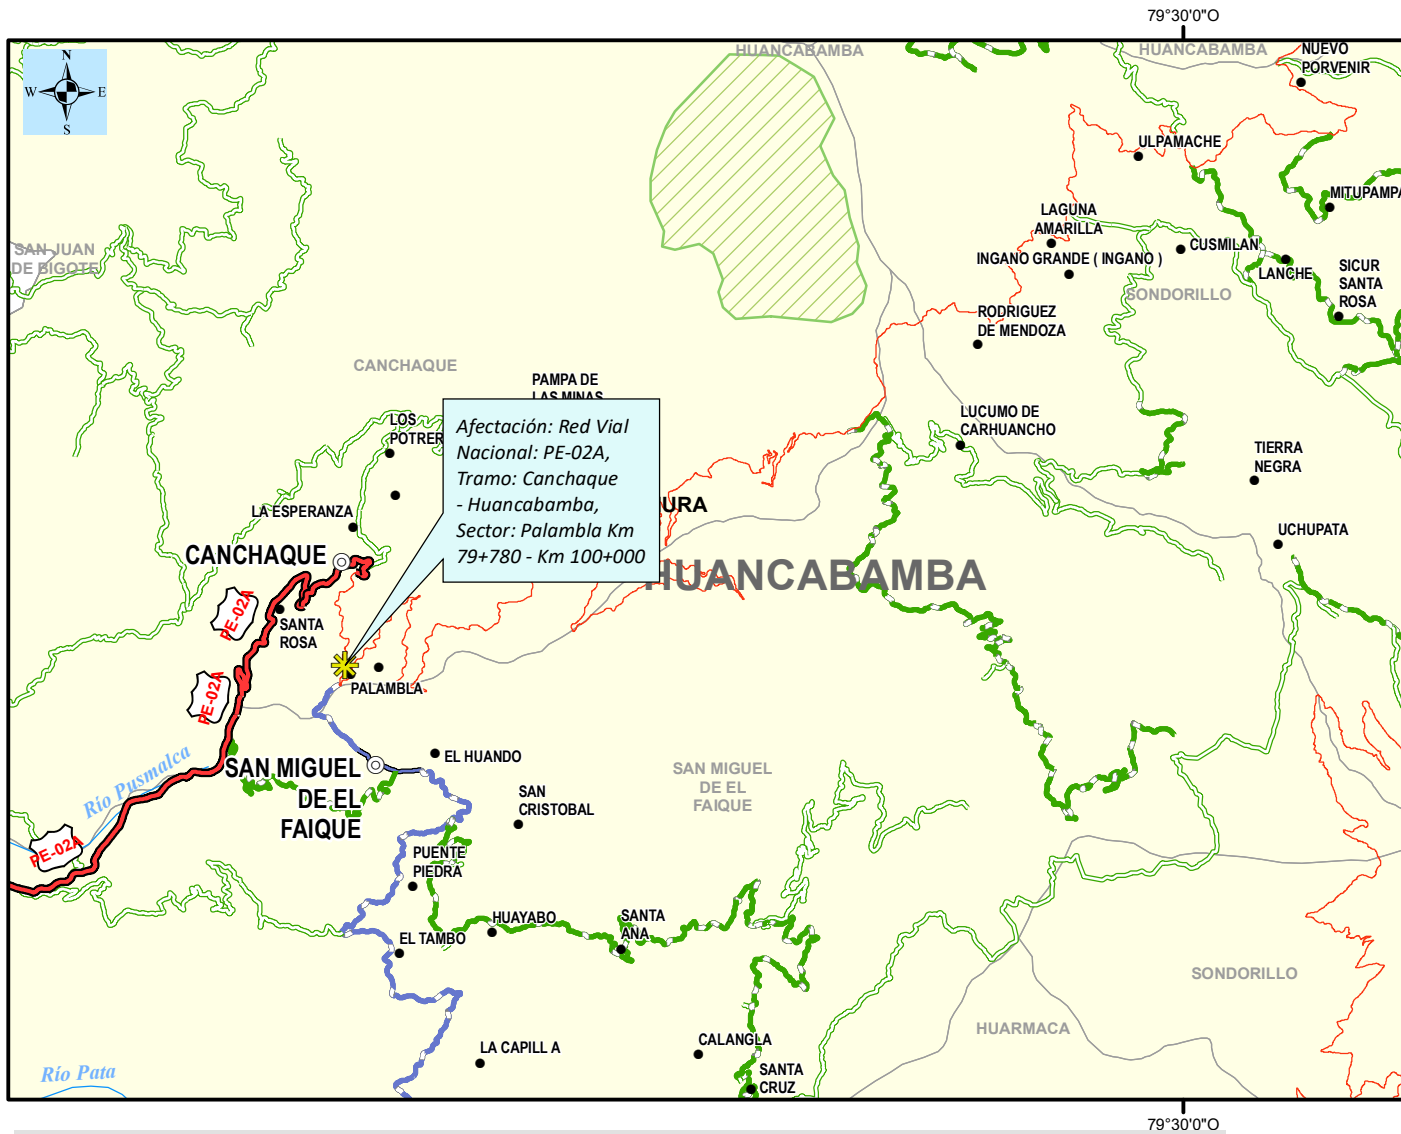 79°30'0"O
HUANCABAMBA
HUANCABAMBA
NUEVO
PORVENIR
N
W
E
S
ULPAMACHE
MITUPAMPA
LAGUNA
AMARILLA
SAN JUAN
DE BIGOTE
CUSMILAN
INGANO GRANDE ( INGANO )
LANCHE
SICUR
SANTA
ROSA
SONDORILLO
RODRIGUEZ
DE MENDOZA
CANCHAQUE
PAMPA DE
LAS MINAS
LOS
POTRER
LUCUMO DE
CARHUANCHO
Afectación: Red Vial
Nacional: PE-02A,
Tramo: Canchaque
- Huancabamba,
Sector: Palambla Km
79+780 - Km 100+000
TIERRA
NEGRA
URA
LA ESPERANZA
UCHUPATA
CANCHAQUE
HUANCABAMBA
PE-02A
SANTA
ROSA
PE-02A
PALAMBLA
EL HUANDO
Río Pusmalca
SAN MIGUEL
DE EL
FAIQUE
SAN MIGUEL
DE EL
FAIQUE
SAN
CRISTOBAL
PE-02A
PUENTE
PIEDRA
HUAYABO
SANTA
ANA
EL TAMBO
SONDORILLO
HUARMACA
LA CAPILL A
CALANGLA
Río Pata
SANTA
CRUZ
79°30'0"O